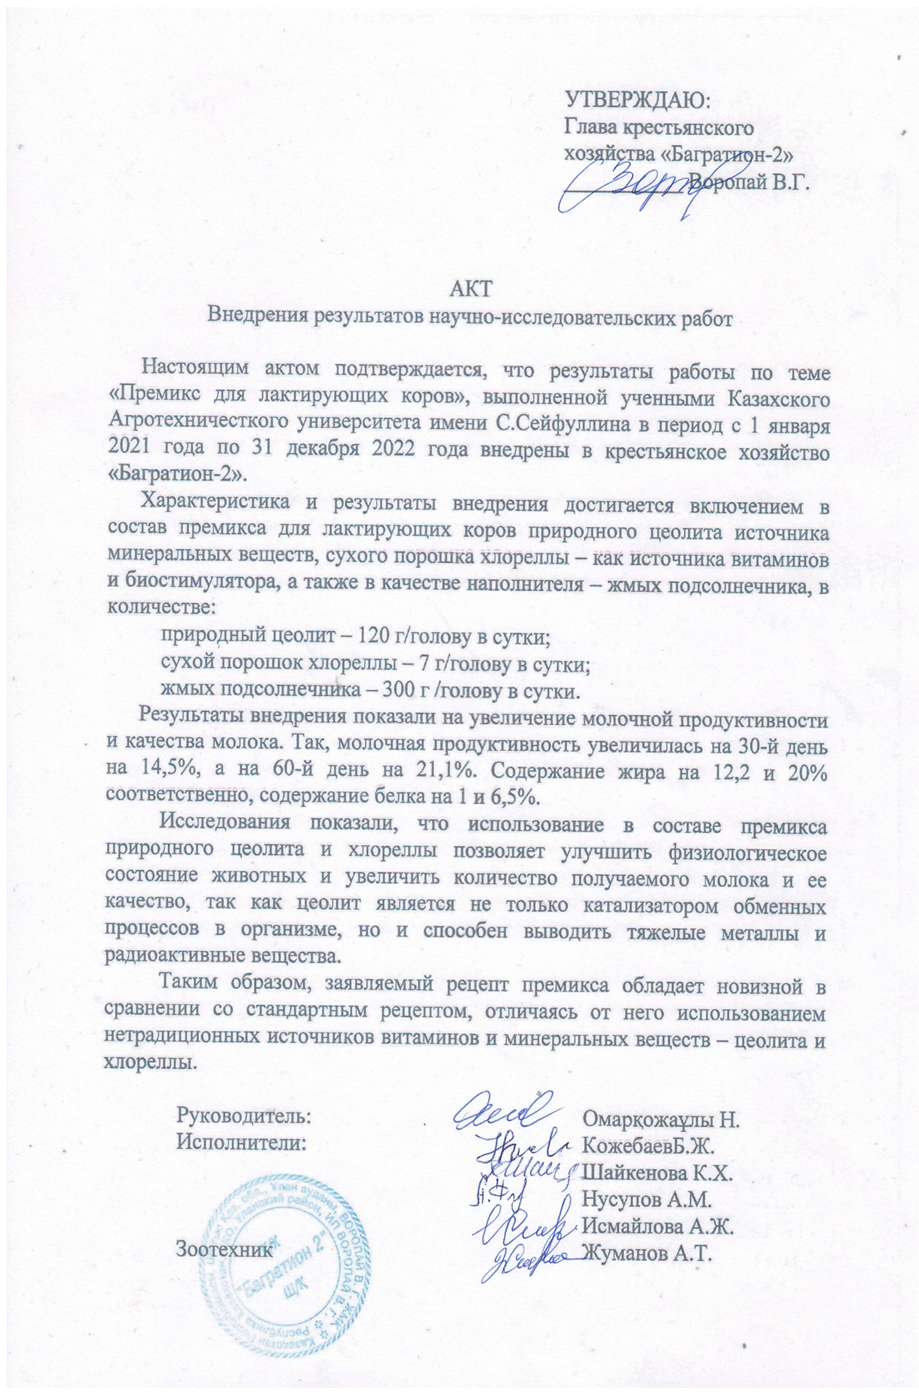 УТВЕРЖДАЮ:
Глава крестьянского
хозяйства «Багратион-2»
Воропай В.Г.
АКТ
Внедрения результатов научно-исследовательских работ
Настоящим актом подтверждается, что результаты работы по теме
«Премикс для лактирующих коров», выполненной ученными Казахского
Агротехничесткого университета имени С.Сейфуллина в период с 1 января
2021 года по 31 декабря 2022 года внедрены в крестьянское хозяйство
«Багратион-2».
Характеристика и результаты внедрения достигается включением в
состав премикса для лактирующих коров природного цеолита источника
минеральных веществ, сухого порошка хлореллы – как источника витаминов
и биостимулятора, а также в качестве наполнителя – жмых подсолнечника, в
количестве:
природный цеолит – 120 г/голову в сутки;
сухой порошок хлореллы – 7 г/голову в сутки;
жмых подсолнечника – 300 г /голову в сутки.
Результаты внедрения показали на увеличение молочной продуктивности
и качества молока. Так, молочная продуктивность увеличилась на 30-й день
на 14,5%, а на 60-й день на 21,1%. Содержание жира на 12,2 и 20%
соответственно, содержание белка на 1 и 6,5%.
Исследования показали, что использование в составе премикса
природного цеолита и хлореллы позволяет улучшить физиологическое
состояние животных и увеличить количество получаемого молока и ее
качество, так как цеолит является не только катализатором обменных
процессов в организме, но и способен выводить тяжелые металлы и
радиоактивные вещества.
Таким образом, заявляемый рецепт премикса обладает новизной в
сравнении со стандартным рецептом, отличаясь от него использованием
нетрадиционных источников витаминов и минеральных веществ – цеолита и
хлореллы.
Руководитель: Омарқожаұлы Н.
Исполнители: КожебаевБ.Ж.
Шайкенова К.Х.
Нусупов А.М.
Исмайлова А.Ж.
Зоотехник Жуманов А.Т.
"Багратион 2"
ш/қ